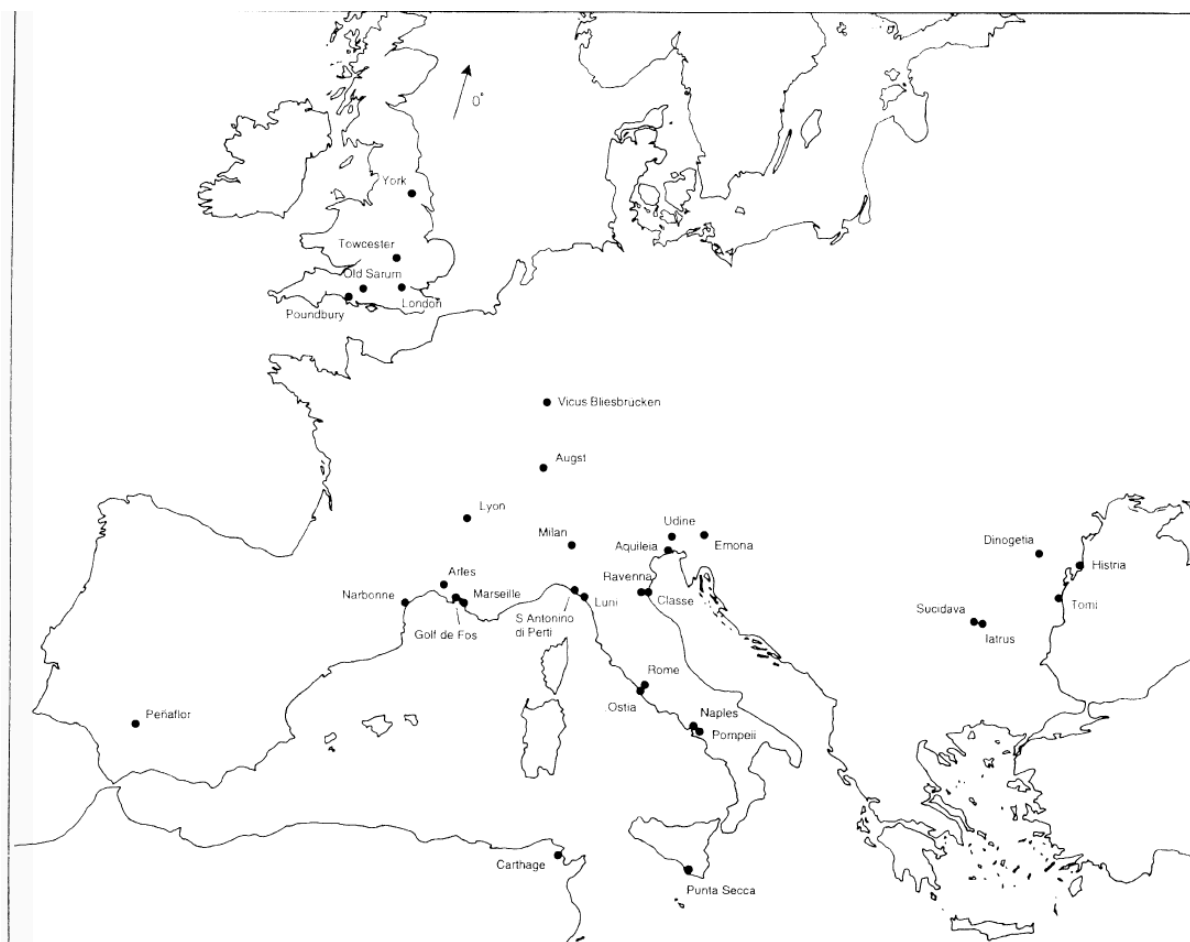 0°
York
Towcester
Old Sarum
London
Poundbury
Vicus Bliesbrücken
Augst
Lyon
Milan
Udine
Aquileia
Emona
Dinogetia
Histria
Arles
Ravenna
Narbonne
Marseille
Luni
Classe
Tomi
S Antonino
di Perti
Golf de Fos
Sucidava
Iatrus
Rome
Ostia
Peñaflor
Naples
Pompeii
Carthage
Punta Secca